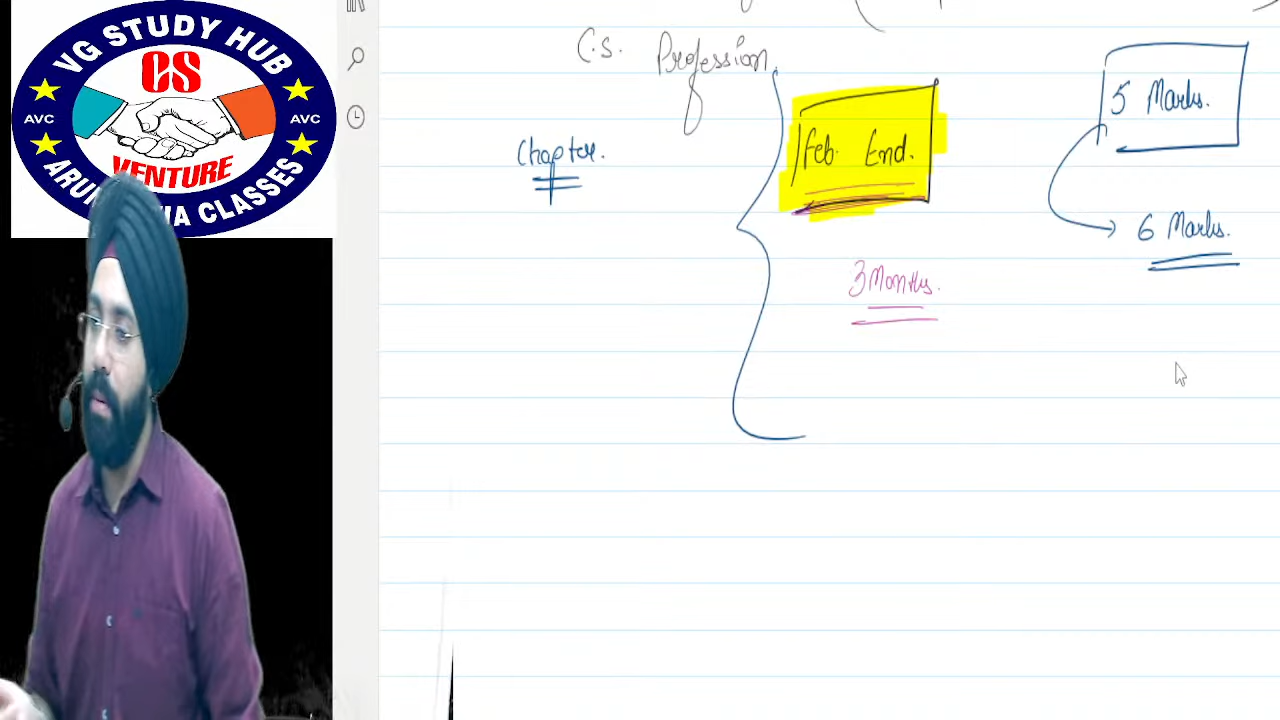 VG STUDY HUB
CS
AVC
AVC
VENTURE
CLASSES
C.S. Profession
Chapter.
Feb. End.
3 Months.
5 Marks.
6 Marks.